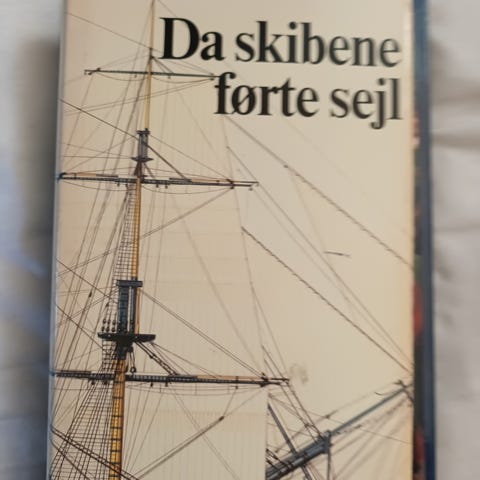 Da skibene
førte sejl